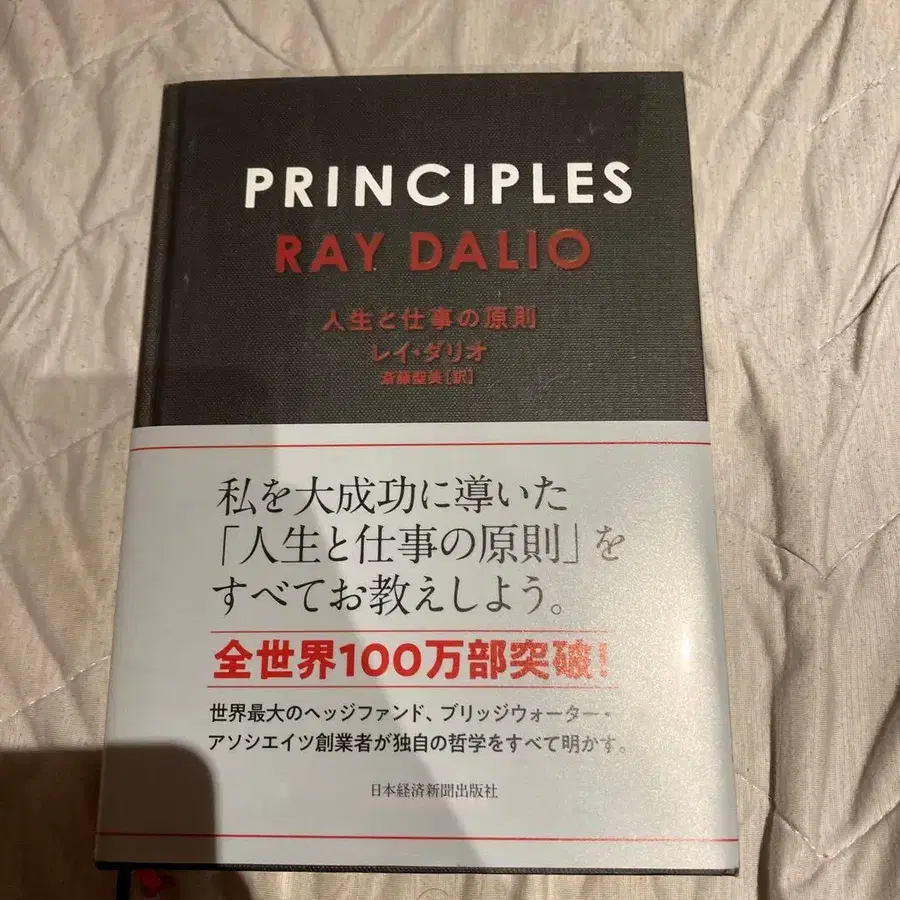 PRINCIPLES
RAY DALIO
人生と仕事の原則
レイ・ダリオ
斎藤聖美[訳]
私を大成功に導いた
「人生と仕事の原則」を
すべてお教えしよう。
全世界100万部突破!
世界最大のヘッジファンド、ブリッジウォーター・
アソシエイツ創業者が独自の哲学をすべて明かす。
日本経済新聞出版社